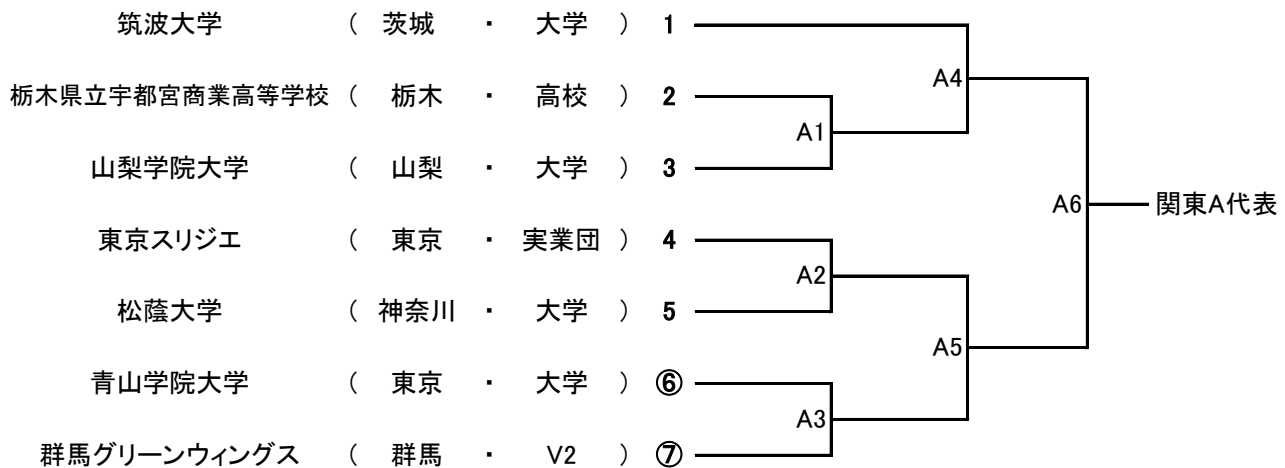 筑波大学 ( 茨城 ・ 大学 ) 1
A4
栃木県立宇都宮商業高等学校 ( 栃木 ・ 高校 ) 2
A1
山梨学院大学 ( 山梨 ・ 大学 ) 3
A6 関東A代表
東京スリジエ ( 東京 ・ 実業団 ) 4
A2
松蔭大学 ( 神奈川 ・ 大学 ) 5
A5
青山学院大学 ( 東京 ・ 大学 ) ⑥
A3
群馬グリーンウィングス ( 群馬 ・ V2 ) ⑦